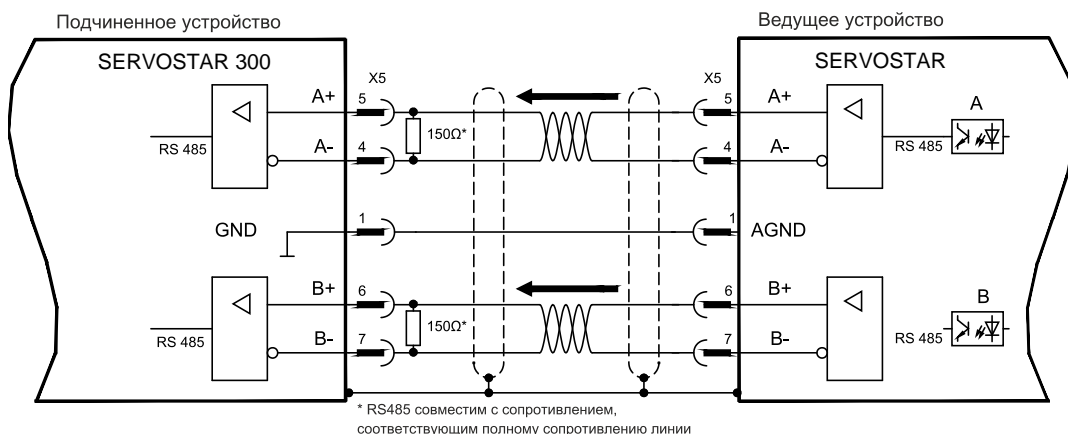 Подчиненное устройство
Ведущее устройство
SERVOSTAR 300
SERVOSTAR
X5
X5
A+
5
5
A+
A
RS 485
150Ω*
RS 485
A-
4
4
A-
GND
1
1
AGND
B+
6
6
B+
B
RS 485
150Ω*
RS 485
B-
7
7
B-
* RS485 совместим с сопротивлением,
соответствующим полному сопротивлению линии